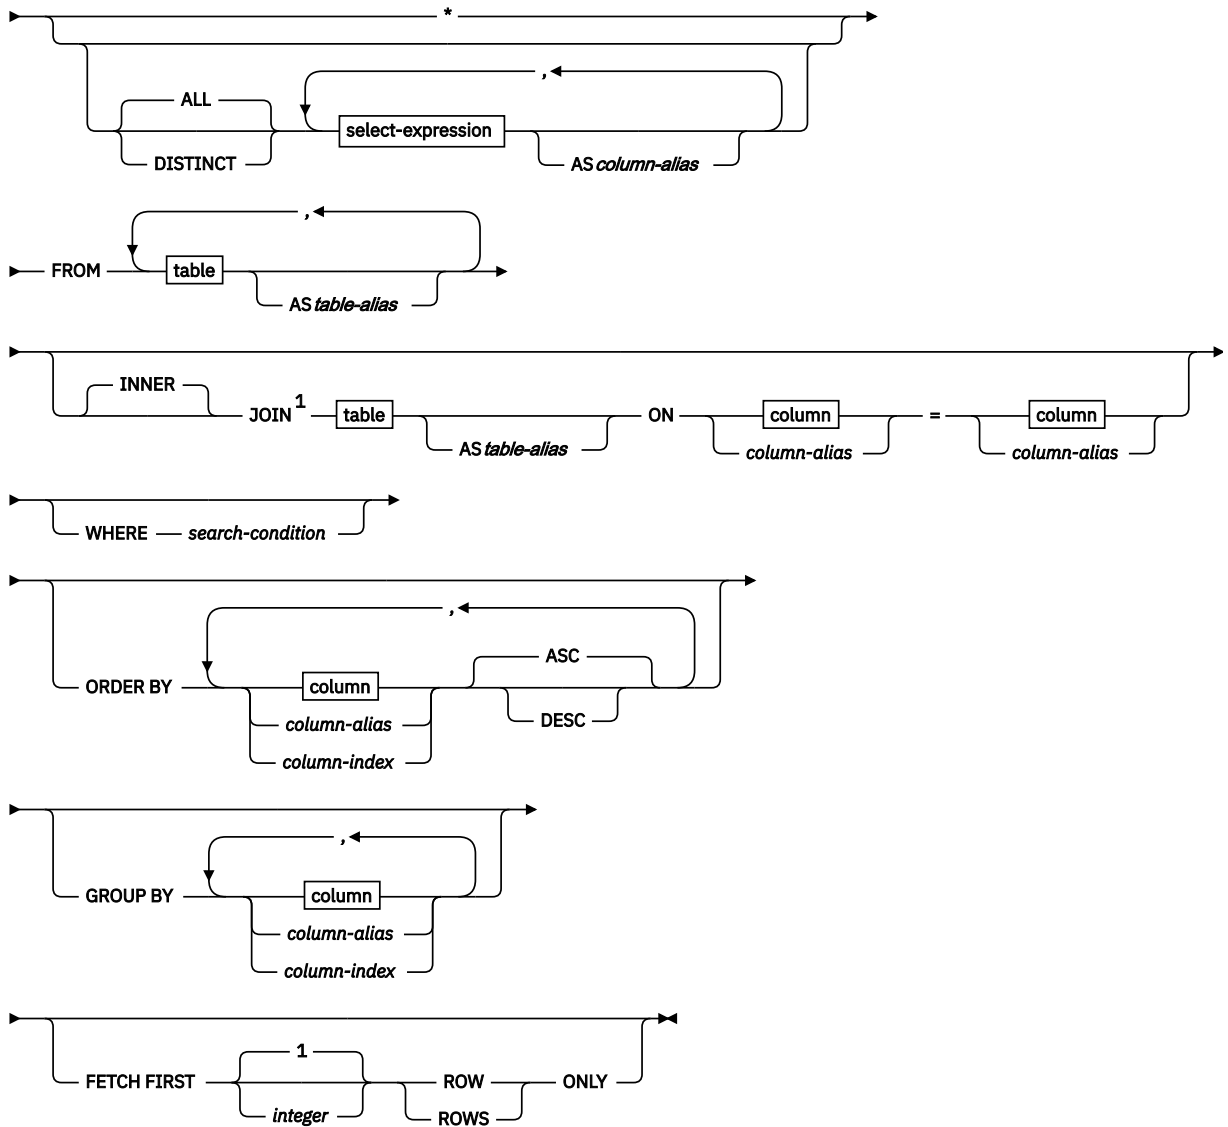 *
,
ALL
select-expression
DISTINCT
AS column-alias
,
FROM table
AS table-alias
INNER
JOIN 1 table ON column = column
AS table-alias column-alias column-alias
WHERE search-condition
,
ASC
ORDER BY column
column-alias DESC
column-index
,
GROUP BY column
column-alias
column-index
1
FETCH FIRST ROW ONLY
integer ROWS